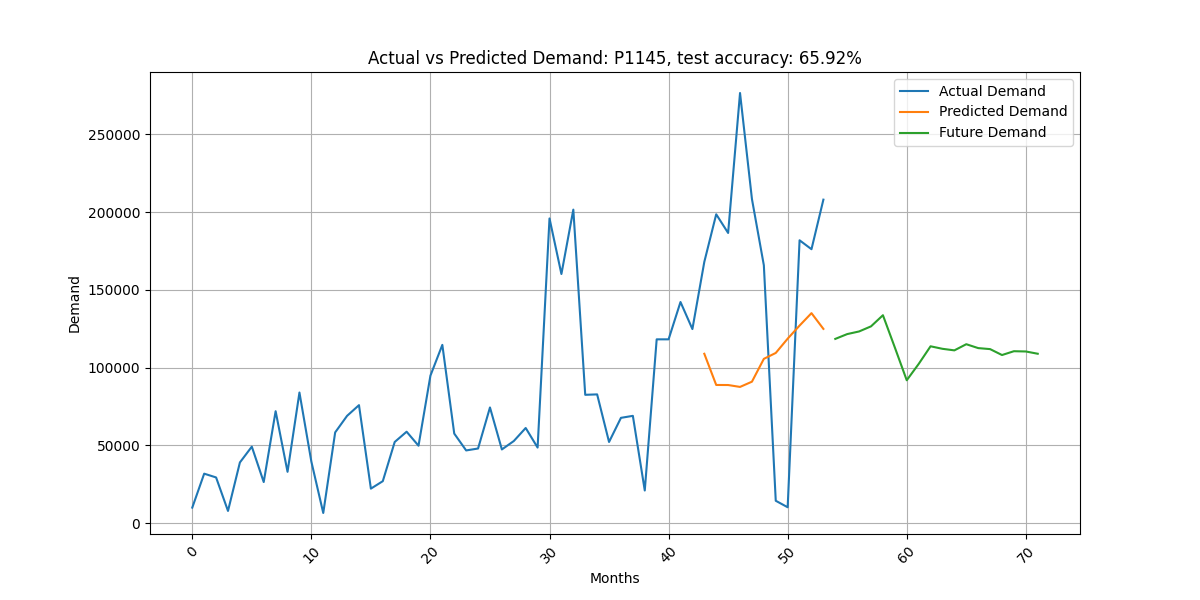 Actual vs Predicted Demand: P1145, test accuracy: 65.92%
Actual Demand
Predicted Demand
Future Demand
250000
200000
150000
100000
50000
0
Demand
0 10 20 30 40 50 60 70
Months